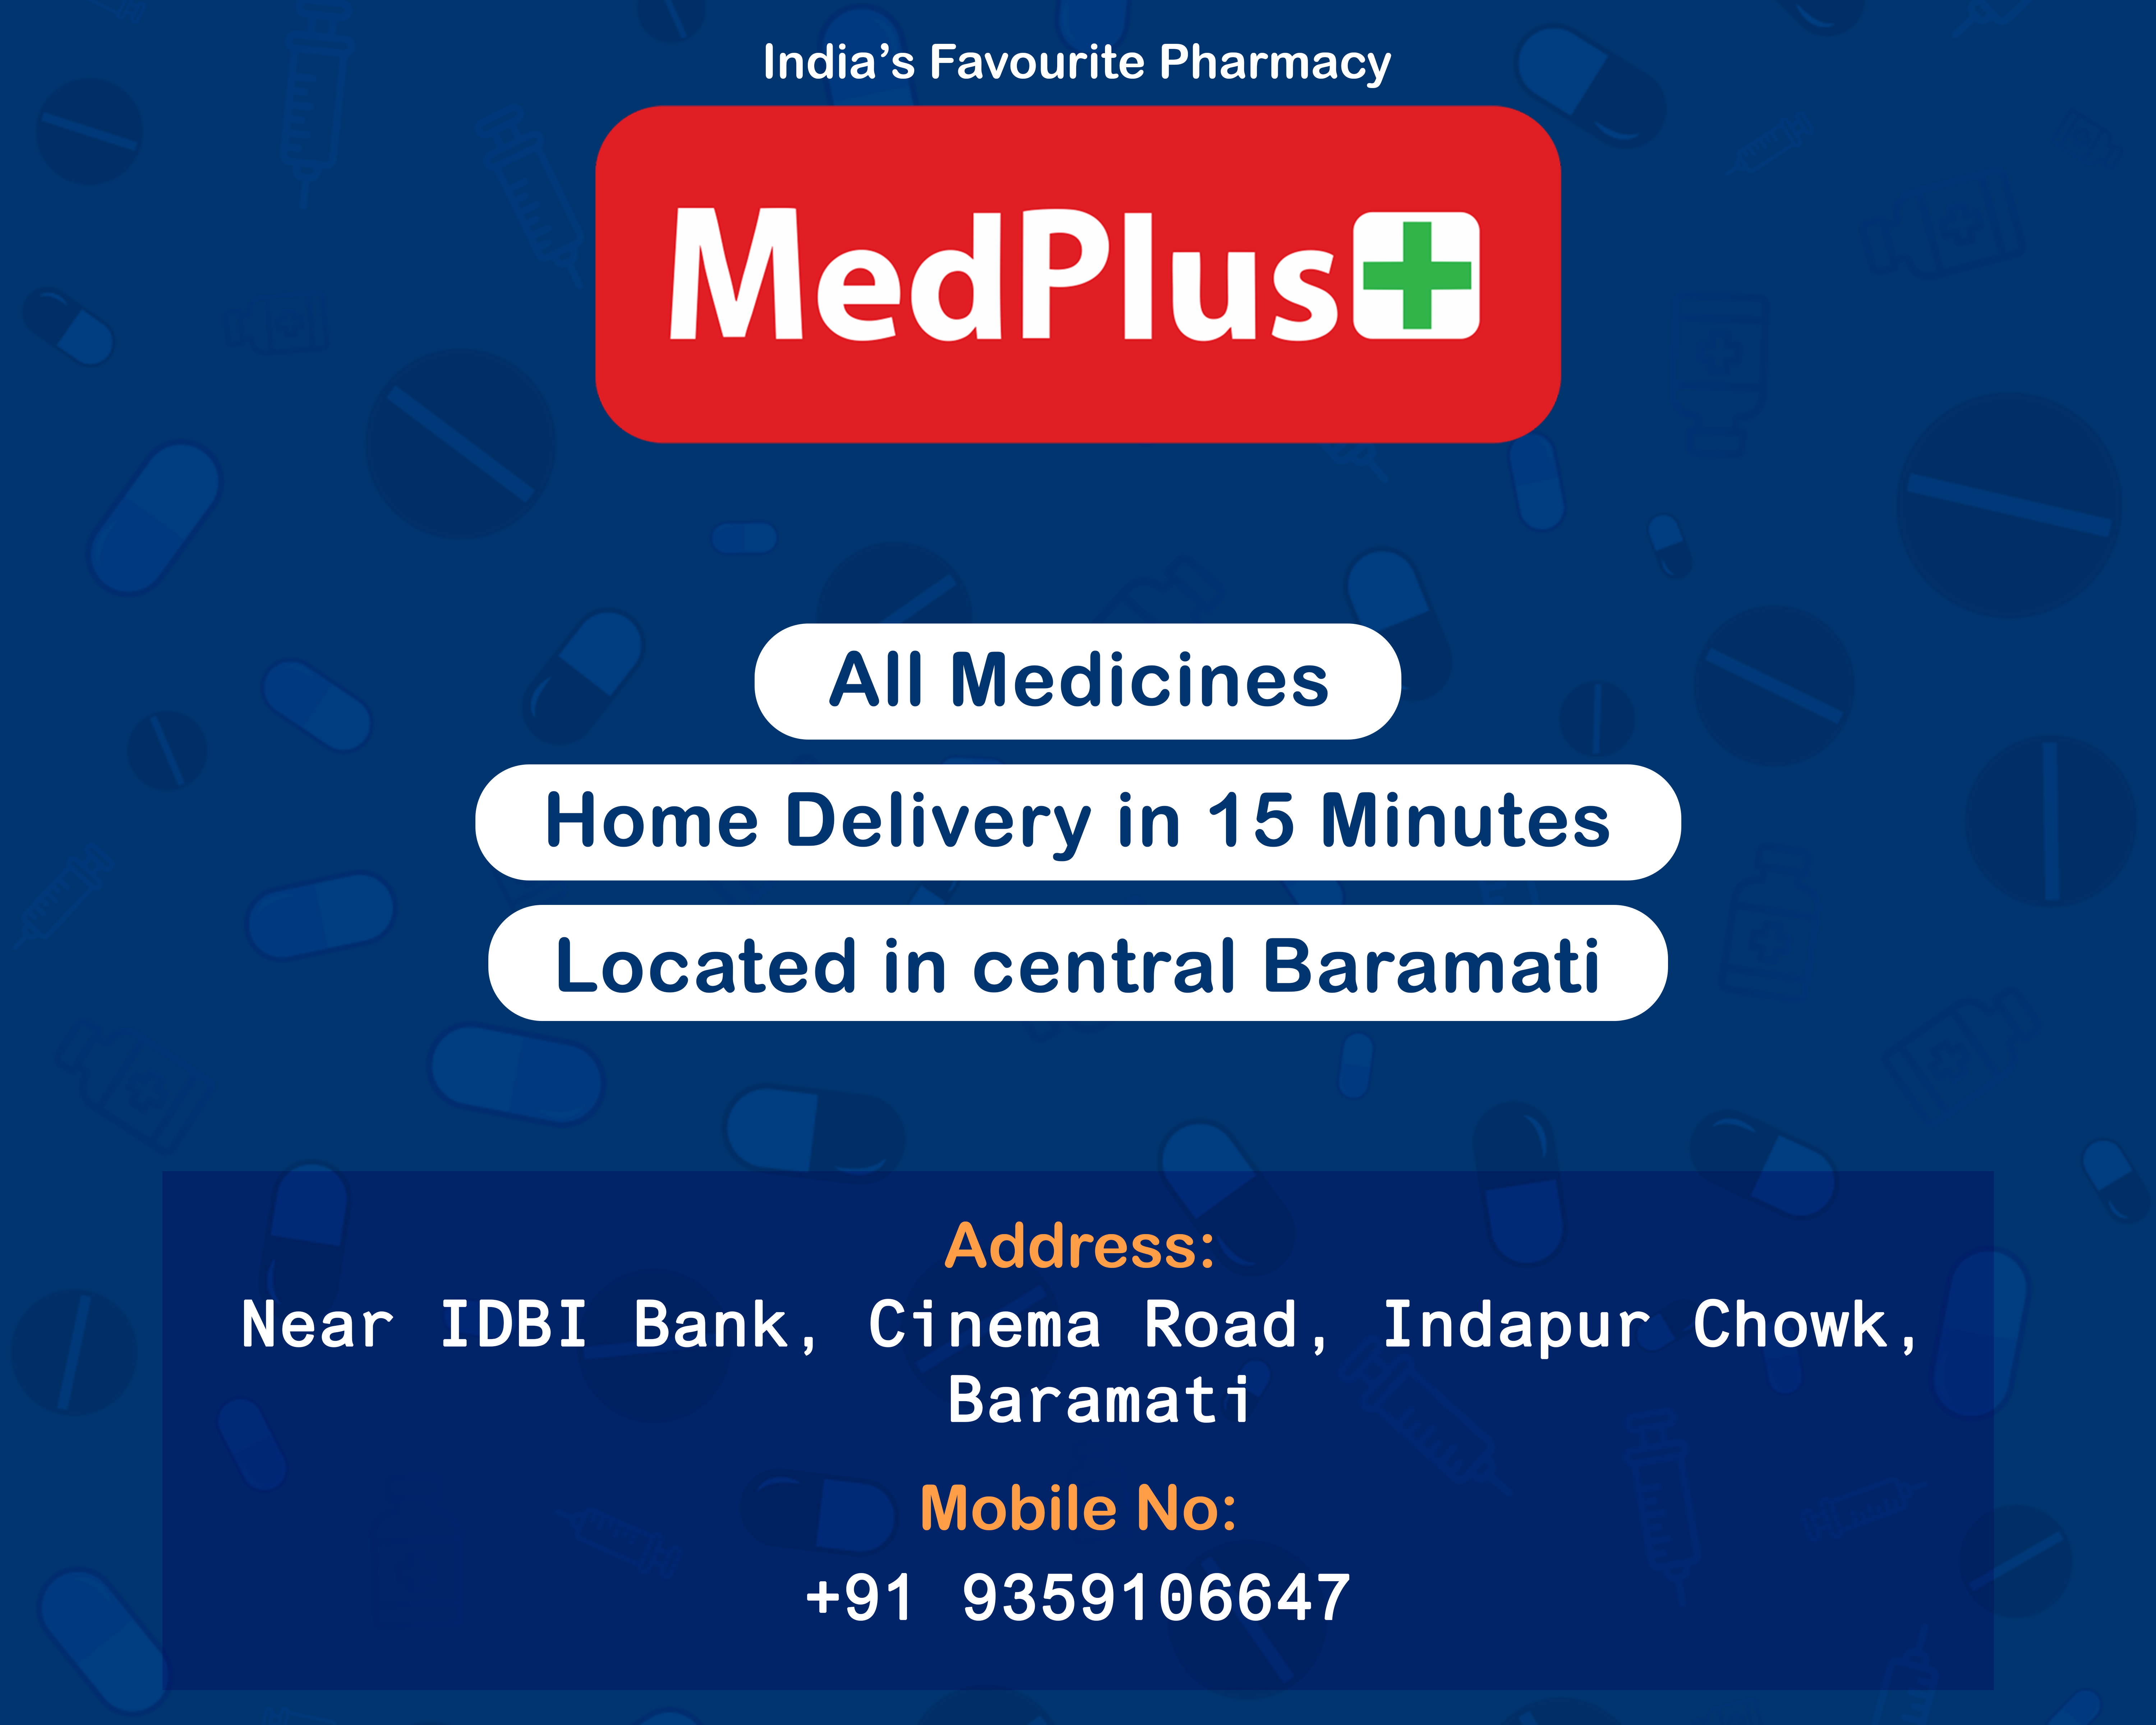 India’s Favourite Pharmacy
MedPlus
All Medicines
Home Delivery in 15 Minutes
Located in central Baramati
Address:
Near IDBI Bank, Cinema Road, Indapur Chowk,
Baramati
Mobile No:
+91 9359106647